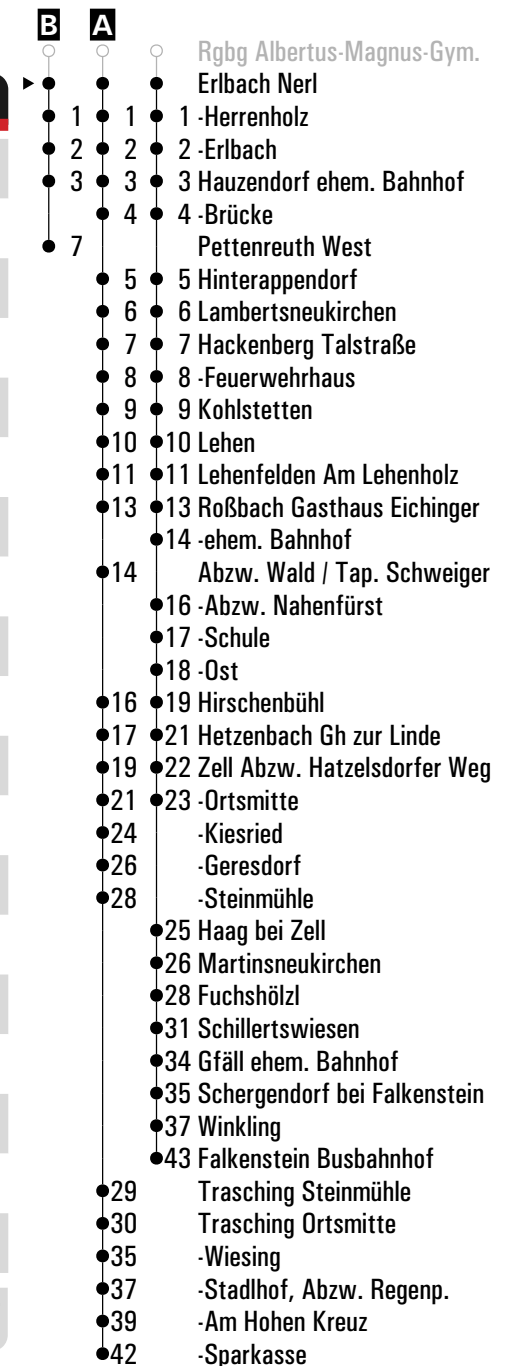 B A
Rgbg Albertus-Magnus-Gym.
Erlbach Nerl
1 1 1 -Herrenholz
2 2 2 -Erlbach
3 3 3 Hauzendorf ehem. Bahnhof
4 4 -Brücke
7 Pettenreuth West
5 5 Hinterappendorf
6 6 Lambertsneukirchen
7 7 Hackenberg Talstraße
8 8 -Feuerwehrhaus
9 9 Kohlstetten
10 10 Lehen
11 11 Lehenfelden Am Lehenholz
13 13 Roßbach Gasthaus Eichinger
14 -ehem. Bahnhof
14 Abzw. Wald / Tap. Schweiger
16 -Abzw. Nahenfürst
17 -Schule
18 -Ost
16 19 Hirschenbühl
17 21 Hetzenbach Gh zur Linde
19 22 Zell Abzw. Hatzelsdorfer Weg
21 23 -Ortsmitte
24 -Kiesried
26 -Geresdorf
28 -Steinmühle
25 Haag bei Zell
26 Martinsneukirchen
28 Fuchshölzl
31 Schillertswiesen
34 Gfäll ehem. Bahnhof
35 Schergendorf bei Falkenstein
37 Winkling
43 Falkenstein Busbahnhof
29 Trasching Steinmühle
30 Trasching Ortsmitte
35 -Wiesing
37 -Stadlhof, Abzw. Regenp.
39 -Am Hohen Kreuz
42 -Sparkasse